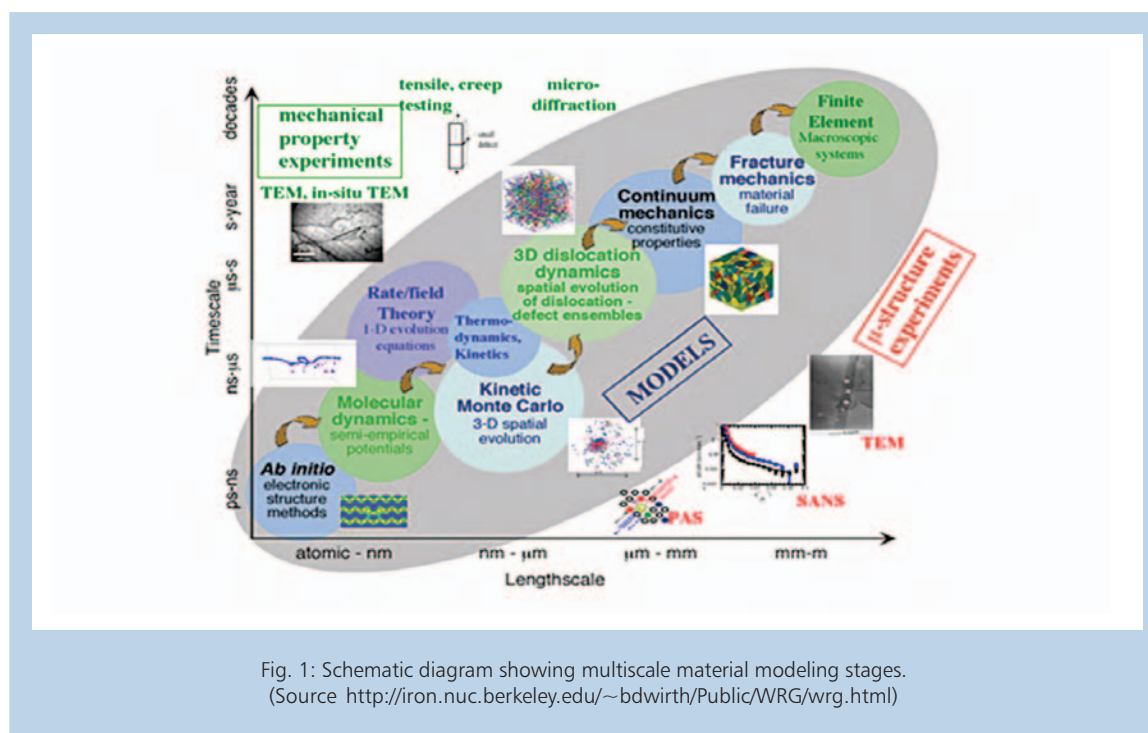 decades
s-year
μs-s
ns-μs
ps-ns
Timescale
mechanical
property
experiments
TEM, in-situ TEM
tensile, creep
testing
micro-
diffraction
Finite
Element
Macroscopic
systems
Fracture
mechanics
material
failure
Continuum
mechanics
constitutive
properties
3D dislocation
dynamics
spatial evolution
of dislocation -
defect ensembles
Rate/field
Theory
1-D evolution
equations
Thermo-
dynamics,
Kinetics
Kinetic
Monte Carlo
3-D spatial
evolution
Molecular
dynamics -
semi-empirical
potentials
Ab initio
electronic
structure
methods
MODELS
μ-structure
experiments
TEM
SANS
PAS
atomic - nm
nm - μm
μm - mm
mm-m
Lengthscale
Fig. 1: Schematic diagram showing multiscale material modeling stages.
(Source http://iron.nuc.berkeley.edu/~bdwirth/Public/WRG/wrg.html)